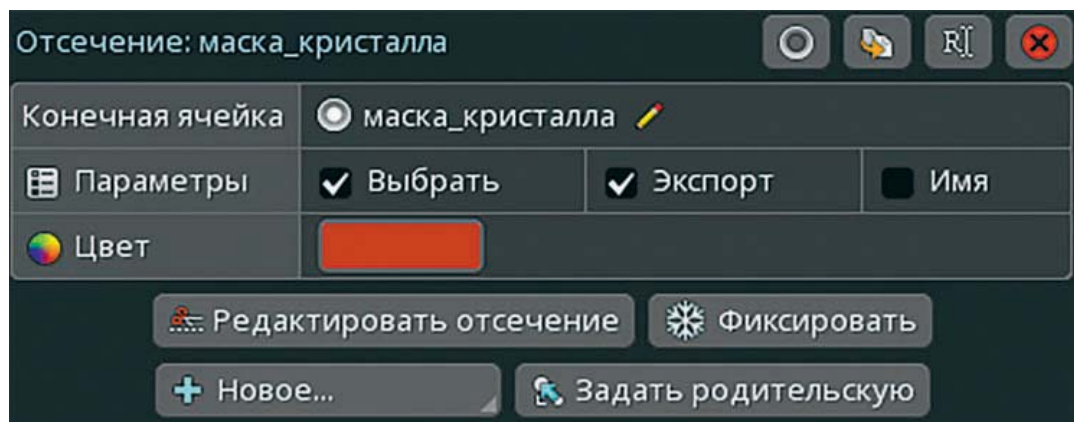 Отсечение: маска_кристалла
Конечная ячейка маска_кристалла
Параметры Выбрать Экспорт Имя
Цвет
Редактировать отсечение Фиксировать
Новое... Задать родительскую